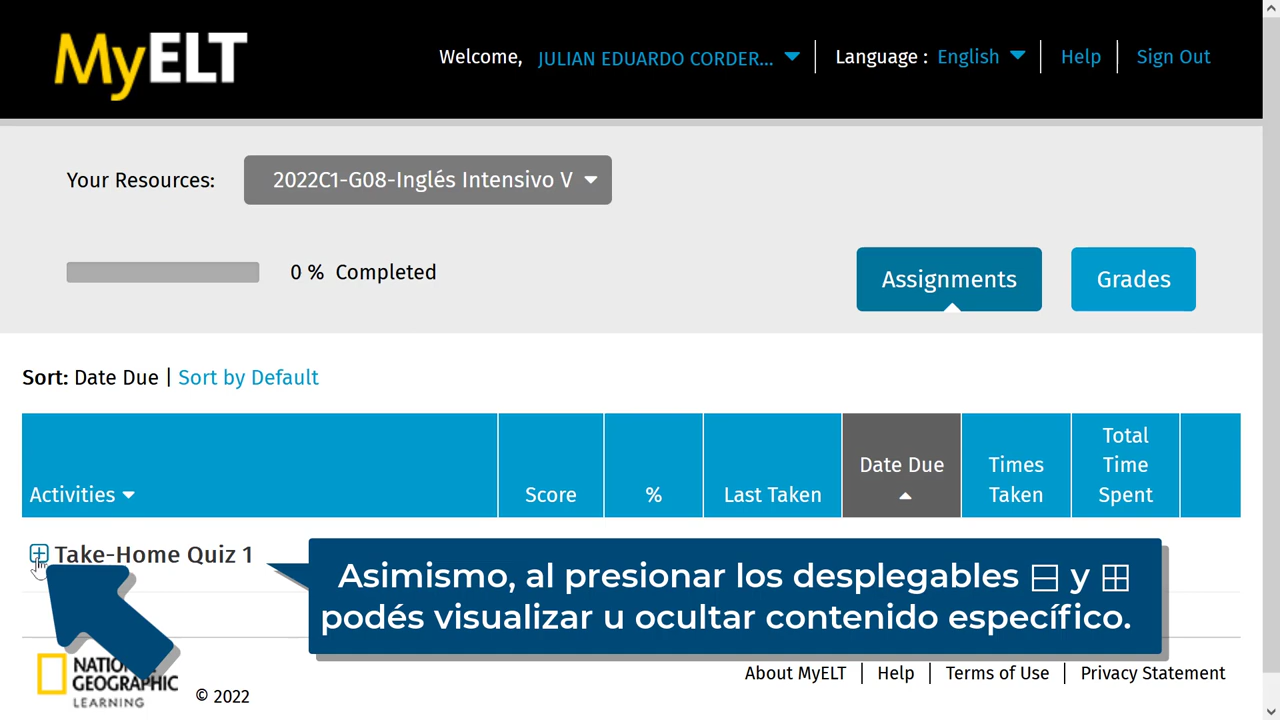 MyELT
Welcome, JULIAN EDUARDO CORDER... Language : English Help Sign Out
Your Resources: 2022C1-G08-Inglés Intensivo V
0 % Completed
Assignments Grades
Sort: Date Due | Sort by Default
Activities Score % Last Taken Date Due Times Taken Total Time Spent
Take-Home Quiz 1
Asimismo, al presionar los desplegables ⊟ y ⊞
podés visualizar u ocultar contenido específico.
NATIONAL
GEOGRAPHIC
LEARNING
© 2022
About MyELT | Help | Terms of Use | Privacy Statement